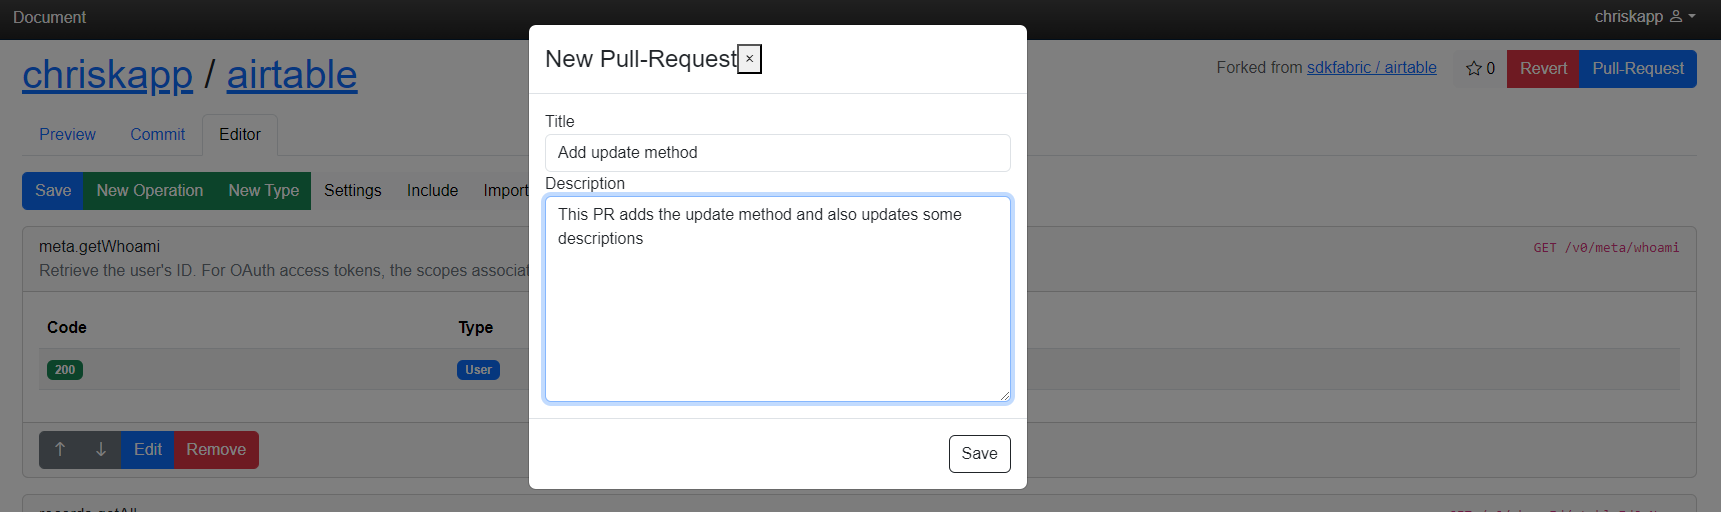 Document
chriskapp
chriskapp / airtable
Forked from sdkfabric / airtable
0
Revert
Pull-Request
Preview
Commit
Editor
Save
New Operation
New Type
Settings
Include
Import
New Pull-Request
×
Title
Add update method
Description
This PR adds the update method and also updates some
descriptions
Save
meta.getWhoami
GET /v0/meta/whoami
Retrieve the user's ID. For OAuth access tokens, the scopes
Code
Type
200
User
↑
↓
Edit
Remove
records.getAll